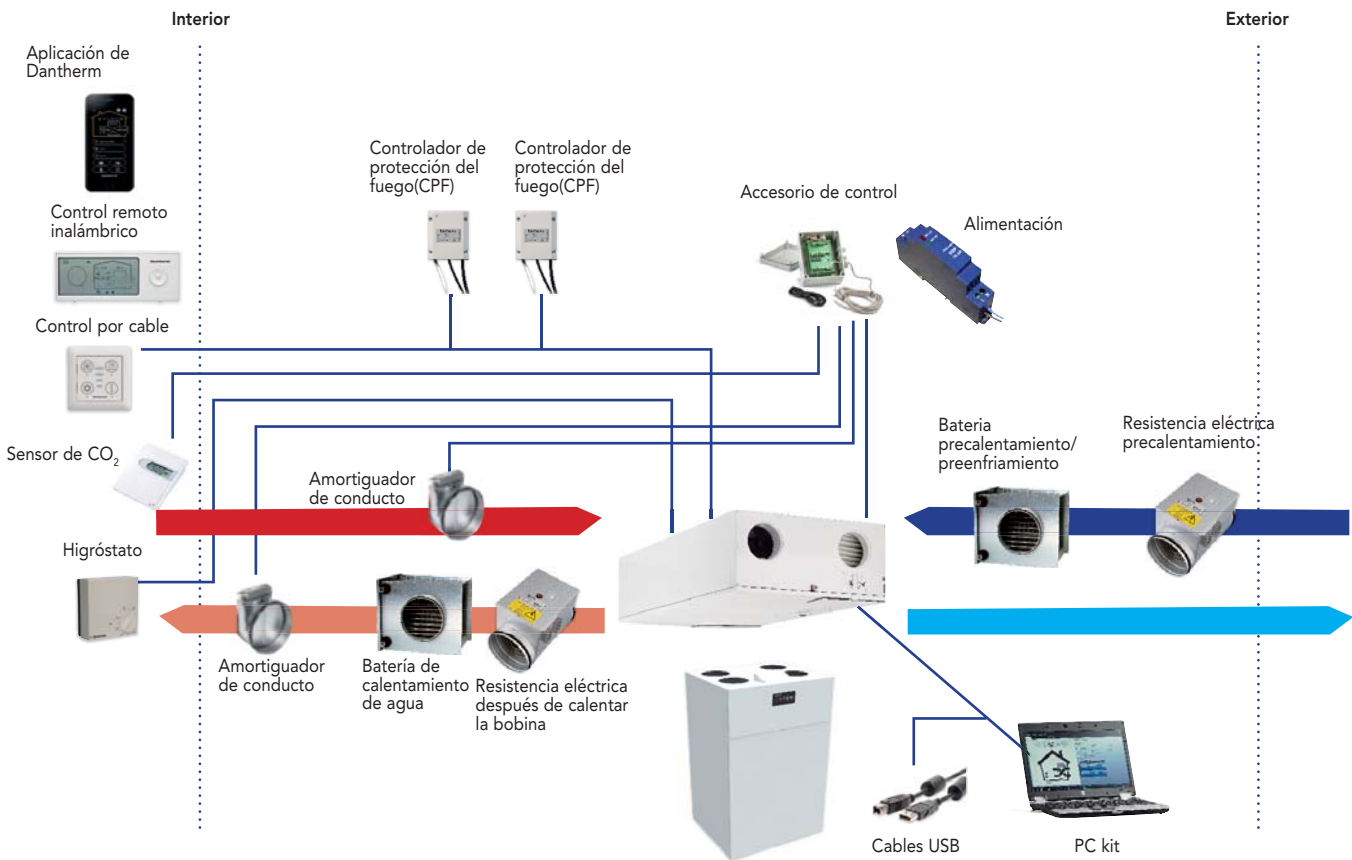 Interior
Exterior
Aplicación de
Dantherm
Controlador de
protección del
fuego(CPF)
Controlador de
protección del
fuego(CPF)
Accesorio de control
Alimentación
Control remoto
inalámbrico
Control por cable
Sensor de CO₂
Amortiguador
de conducto
Bateria
precalentamiento/
preenfriamiento
Resistencia eléctrica
precalentamiento
Higróstato
Amortiguador
de conducto
Batería de
calentamiento
de agua
Resistencia eléctrica
después de calentar
la bobina
Cables USB
PC kit